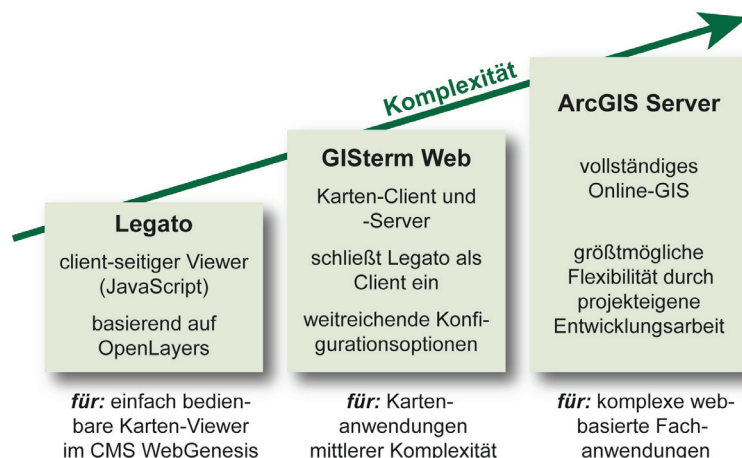 Komplexität
Legato
client-seitiger Viewer
(JavaScript)
basierend auf
OpenLayers
für: einfach bedien-
bare Karten-Viewer
im CMS WebGenesis
GISterm Web
Karten-Client und
-Server
schließt Legato als
Client ein
weitreichende Konfi-
gurationsoptionen
für: Karten-
anwendungen
mittlerer Komplexität
ArcGIS Server
vollständiges
Online-GIS
größtmögliche
Flexibilität durch
projekteigene
Entwicklungsarbeit
für: komplexe web-
basierte Fach-
anwendungen